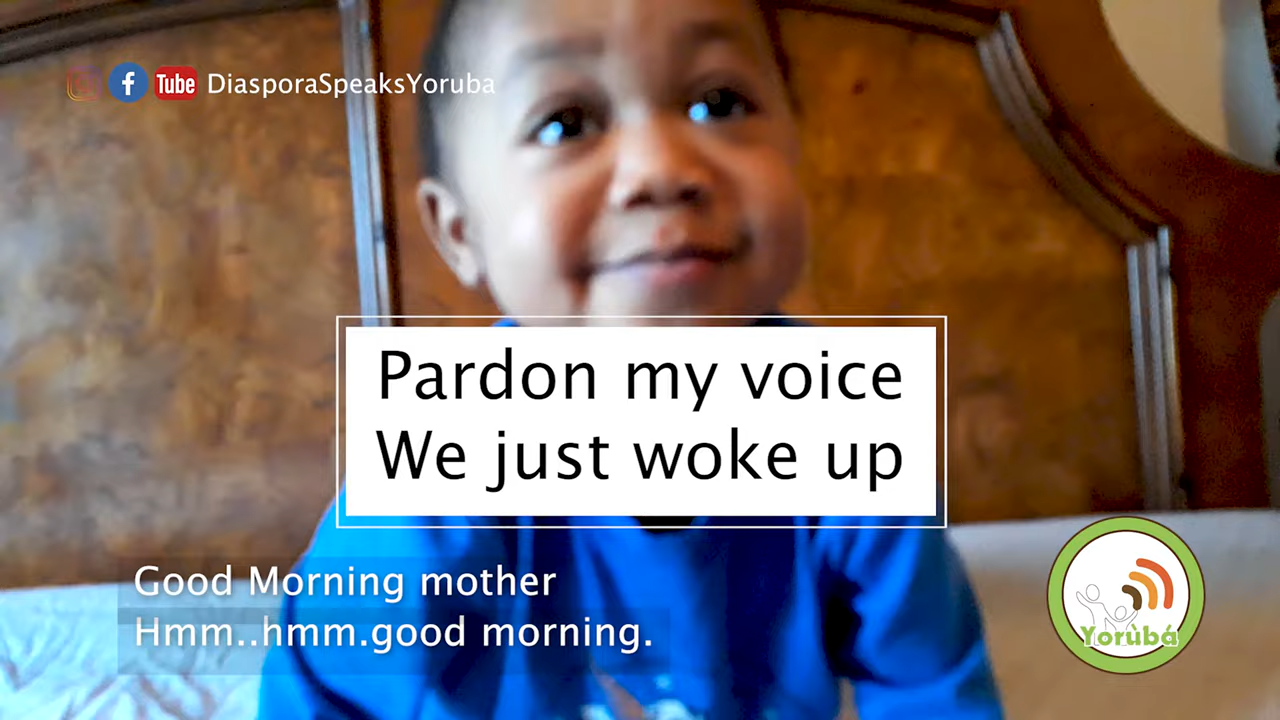 DiasporaSpeaksYoruba
Tube
Pardon my voice
We just woke up
Good Morning mother
Hmm..hmm.good morning.
Yorùbá